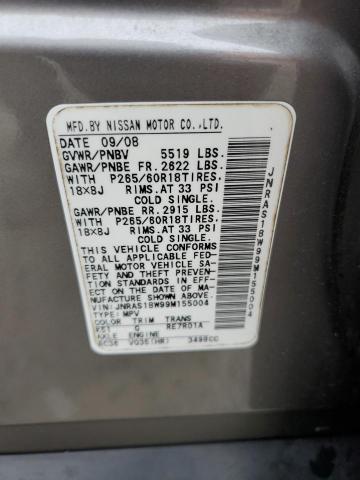 MFD.BY NISSAN MOTOR CO.,LTD.
DATE 09/08
GVWR/PNBV 5519 LBS.
GAWR/PNBE FR. 2622 LBS.
WITH P265/60R18TIRES.
18X8J RIMS.AT 33 PSI
COLD SINGLE.
GAWR/PNBE RR. 2915 LBS.
WITH P265/60R18TIRES.
18X8J RIMS.AT 33 PSI
COLD SINGLE.
THIS VEHICLE CONFORMS
TO ALL APPLICABLE FED-
ERAL MOTOR VEHICLE SA-
FETY AND THEFT PREVEN-
TION STANDARDS IN EFF-
ECT ON THE DATE OF
MANUFACTURE SHOWN ABOVE.
VIN: JNRAS18W99M155004
TYPE: MPV
COLOR TRIM TRANS
G RE7R01A
AXLE ENGINE
VQ35(HR) 3498CC
JNRAS18W99M155004